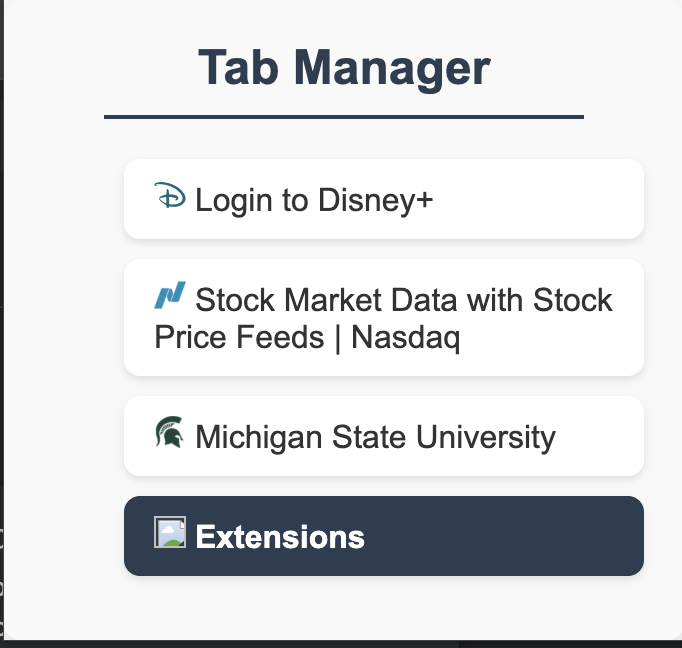 Tab Manager
Login to Disney+
Stock Market Data with Stock
Price Feeds | Nasdaq
Michigan State University
Extensions